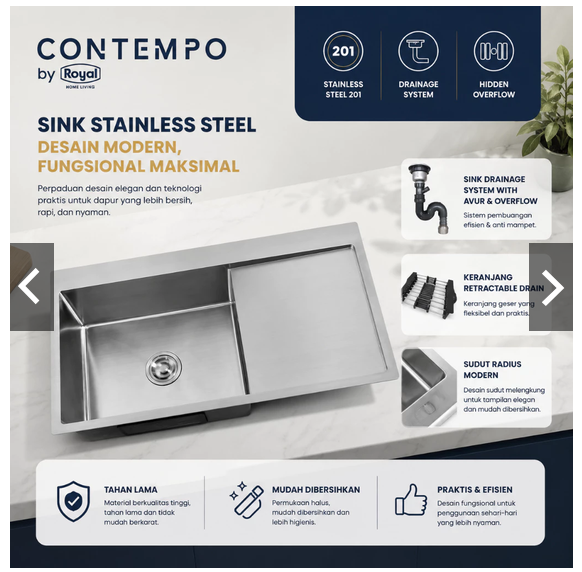 CONTEMPO
by Royal
HOME LIVING
201
STAINLESS
STEEL 201
DRAINAGE
SYSTEM
HIDDEN
OVERFLOW
SINK STAINLESS STEEL
DESAIN MODERN,
FUNGSIONAL MAKSIMAL
Perpaduan desain elegan dan teknologi
praktis untuk dapur yang lebih bersih,
rapi, dan nyaman.
SINK DRAINAGE
SYSTEM WITH
AVUR & OVERFLOW
Sistem pembuangan
efisien & anti mampet.
KERANJANG
RETRACTABLE DRAIN
Keranjang geser yang
fleksibel dan praktis.
SUDUT RADIUS
MODERN
Desain sudut melengkung
untuk tampilan elegan
dan mudah dibersihkan.
TAHAN LAMA
Material berkualitas tinggi,
tahan lama dan tidak
mudah berkarat.
MUDAH DIBERSIHKAN
Permukaan halus,
mudah dibersihkan dan
lebih higienis.
PRAKTIS & EFISIEN
Desain fungsional untuk
penggunaan sehari-hari
yang lebih nyaman.